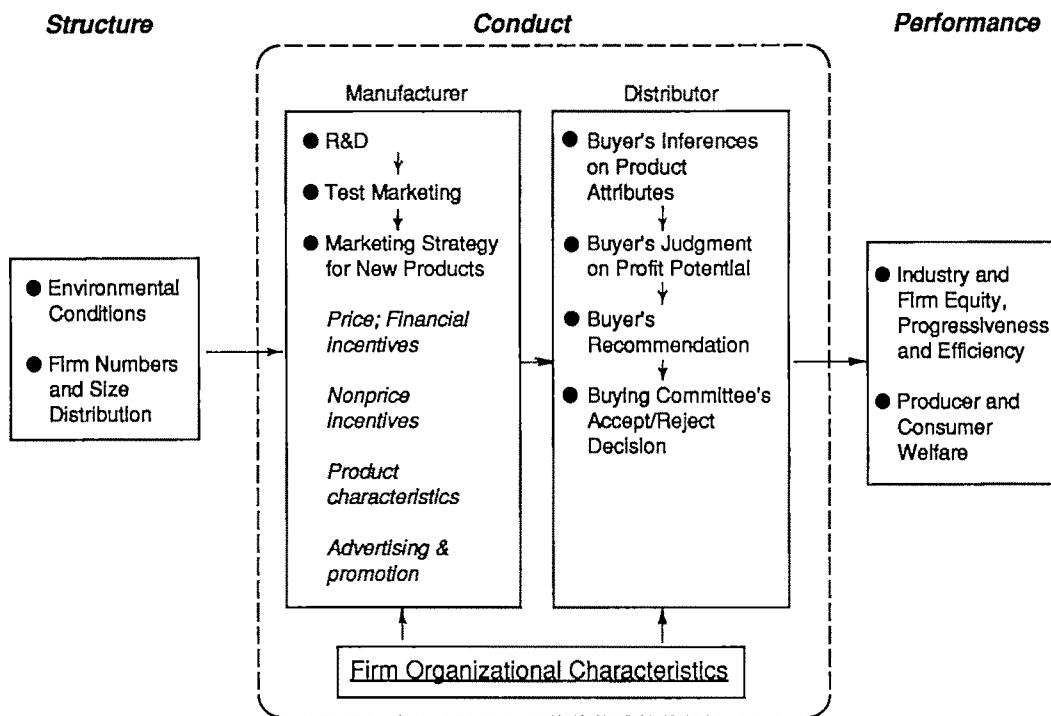 Structure
Conduct
Performance
Manufacturer
Distributor
● Environmental
Conditions
● Firm Numbers
and Size
Distribution
● R&D
● Test Marketing
● Marketing Strategy
for New Products
Price; Financial
incentives
Nonprice
incentives
Product
characteristics
Advertising &
promotion
● Buyer's Inferences
on Product
Attributes
● Buyer's Judgment
on Profit Potential
● Buyer's
Recommendation
● Buying Committee's
Accept/Reject
Decision
● Industry and
Firm Equity,
Progressiveness
and Efficiency
● Producer and
Consumer
Welfare
Firm Organizational Characteristics